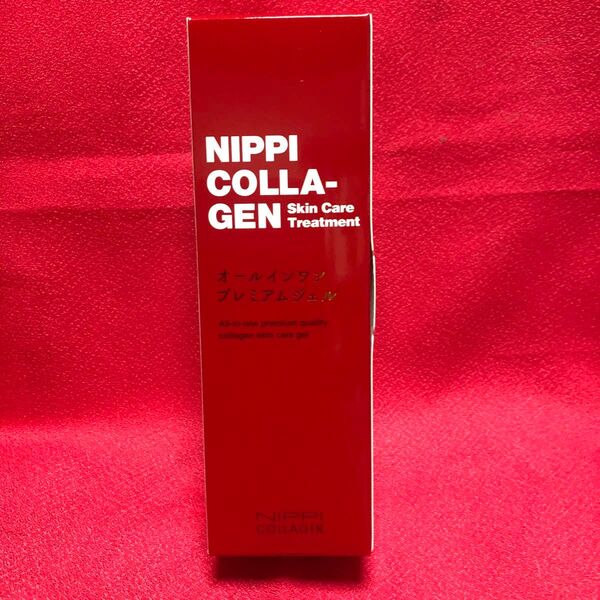 NIPPI
COLLA-
GEN Skin Care
Treatment
オールインワン
プレミアムジェル
All-in-one premium quality
collagen skin care gel
NIPPI
COLLAGEN